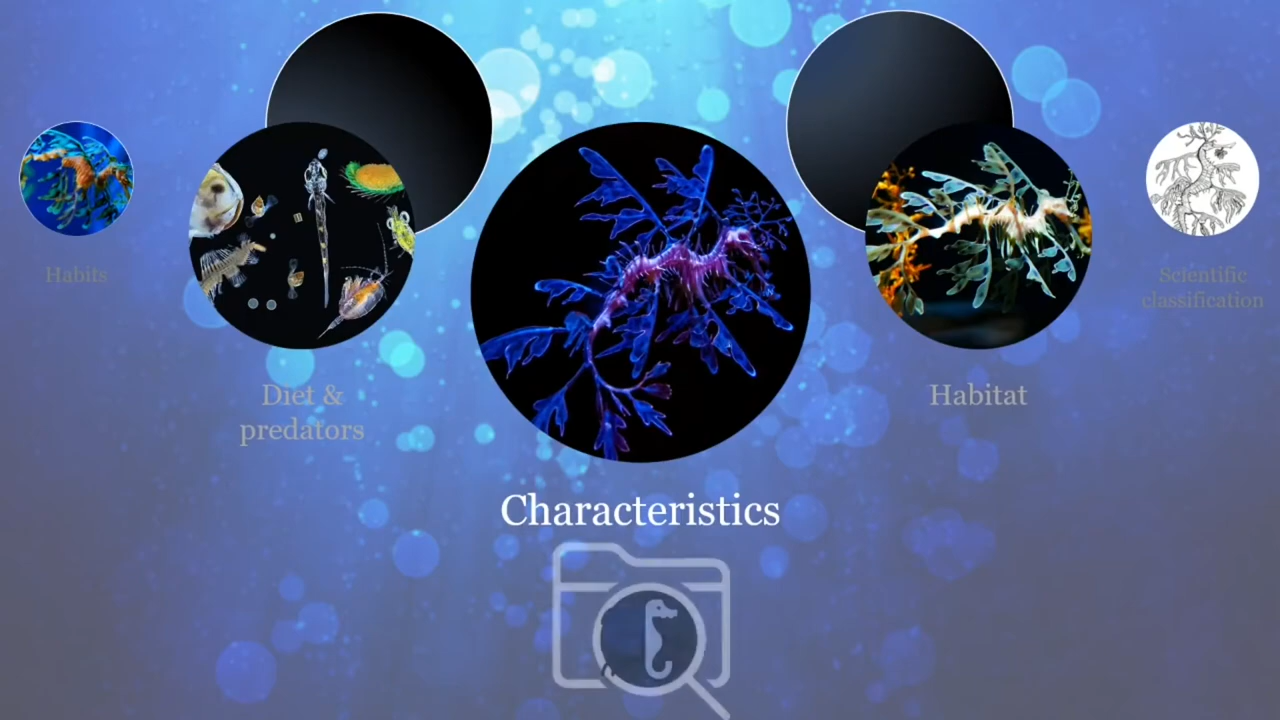 Habits
Diet &
predators
Characteristics
Habitat
Scientific
classification